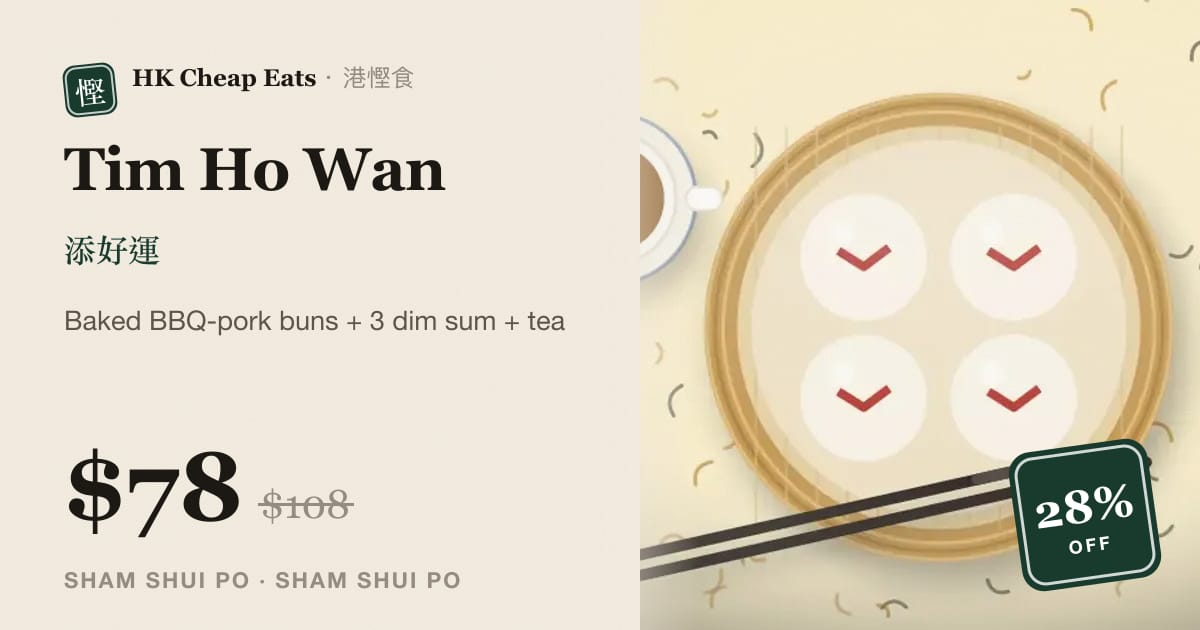 慳
HK Cheap Eats · 港慳食
Tim Ho Wan
添好運
Baked BBQ-pork buns + 3 dim sum + tea
$78 $108
SHAM SHUI PO · SHAM SHUI PO
28%
OFF